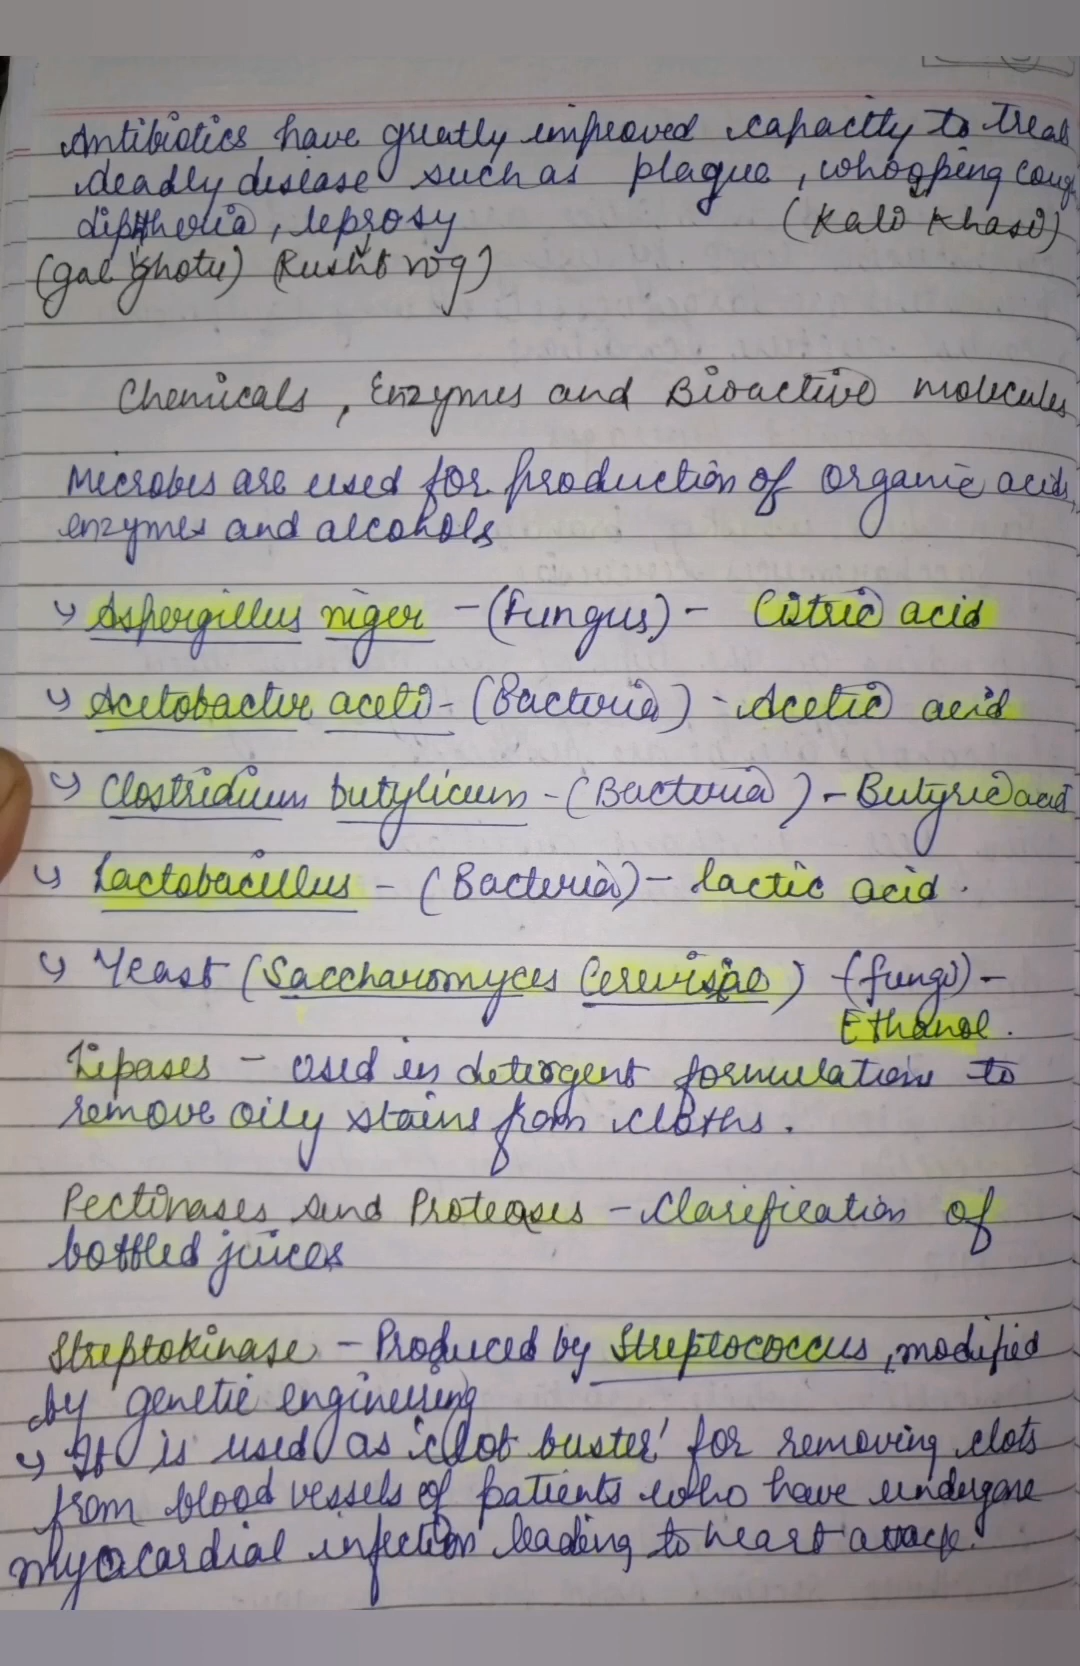 Antibiotics have greatly improved capacity to treat
deadly disease such as plague, whooping coug
diphtheria, leprosy (Kali Khasi)
(gal ghotu) (Kusht rog)
Chemicals, Enzymes and Bioactive molecules
Microbes are used for production of organic acids,
enzymes and alcohols
↪ Aspergillus niger - (Fungus) - Citric acid
↪ Acetobacter aceti - (Bacteria) - Acetic acid
↪ Clostridium butylicum - (Bacteria) - Butyric acid
↪ Lactobacillus - (Bacteria) - lactic acid.
↪ Yeast (Saccharomyces Cerevisae) (fungi) -
Ethanol.
Lipases - Used in detergent formulations to
remove oily stains from cloths.
Pectinases and Proteases - Clarification of
bottled juices
Streptokinase - Produced by Streptococcus, modified
by genetic engineering
↪ It is used as 'clot buster' for removing clots
from blood vessels of patients who have undergone
myocardial infection leading to heart attack.